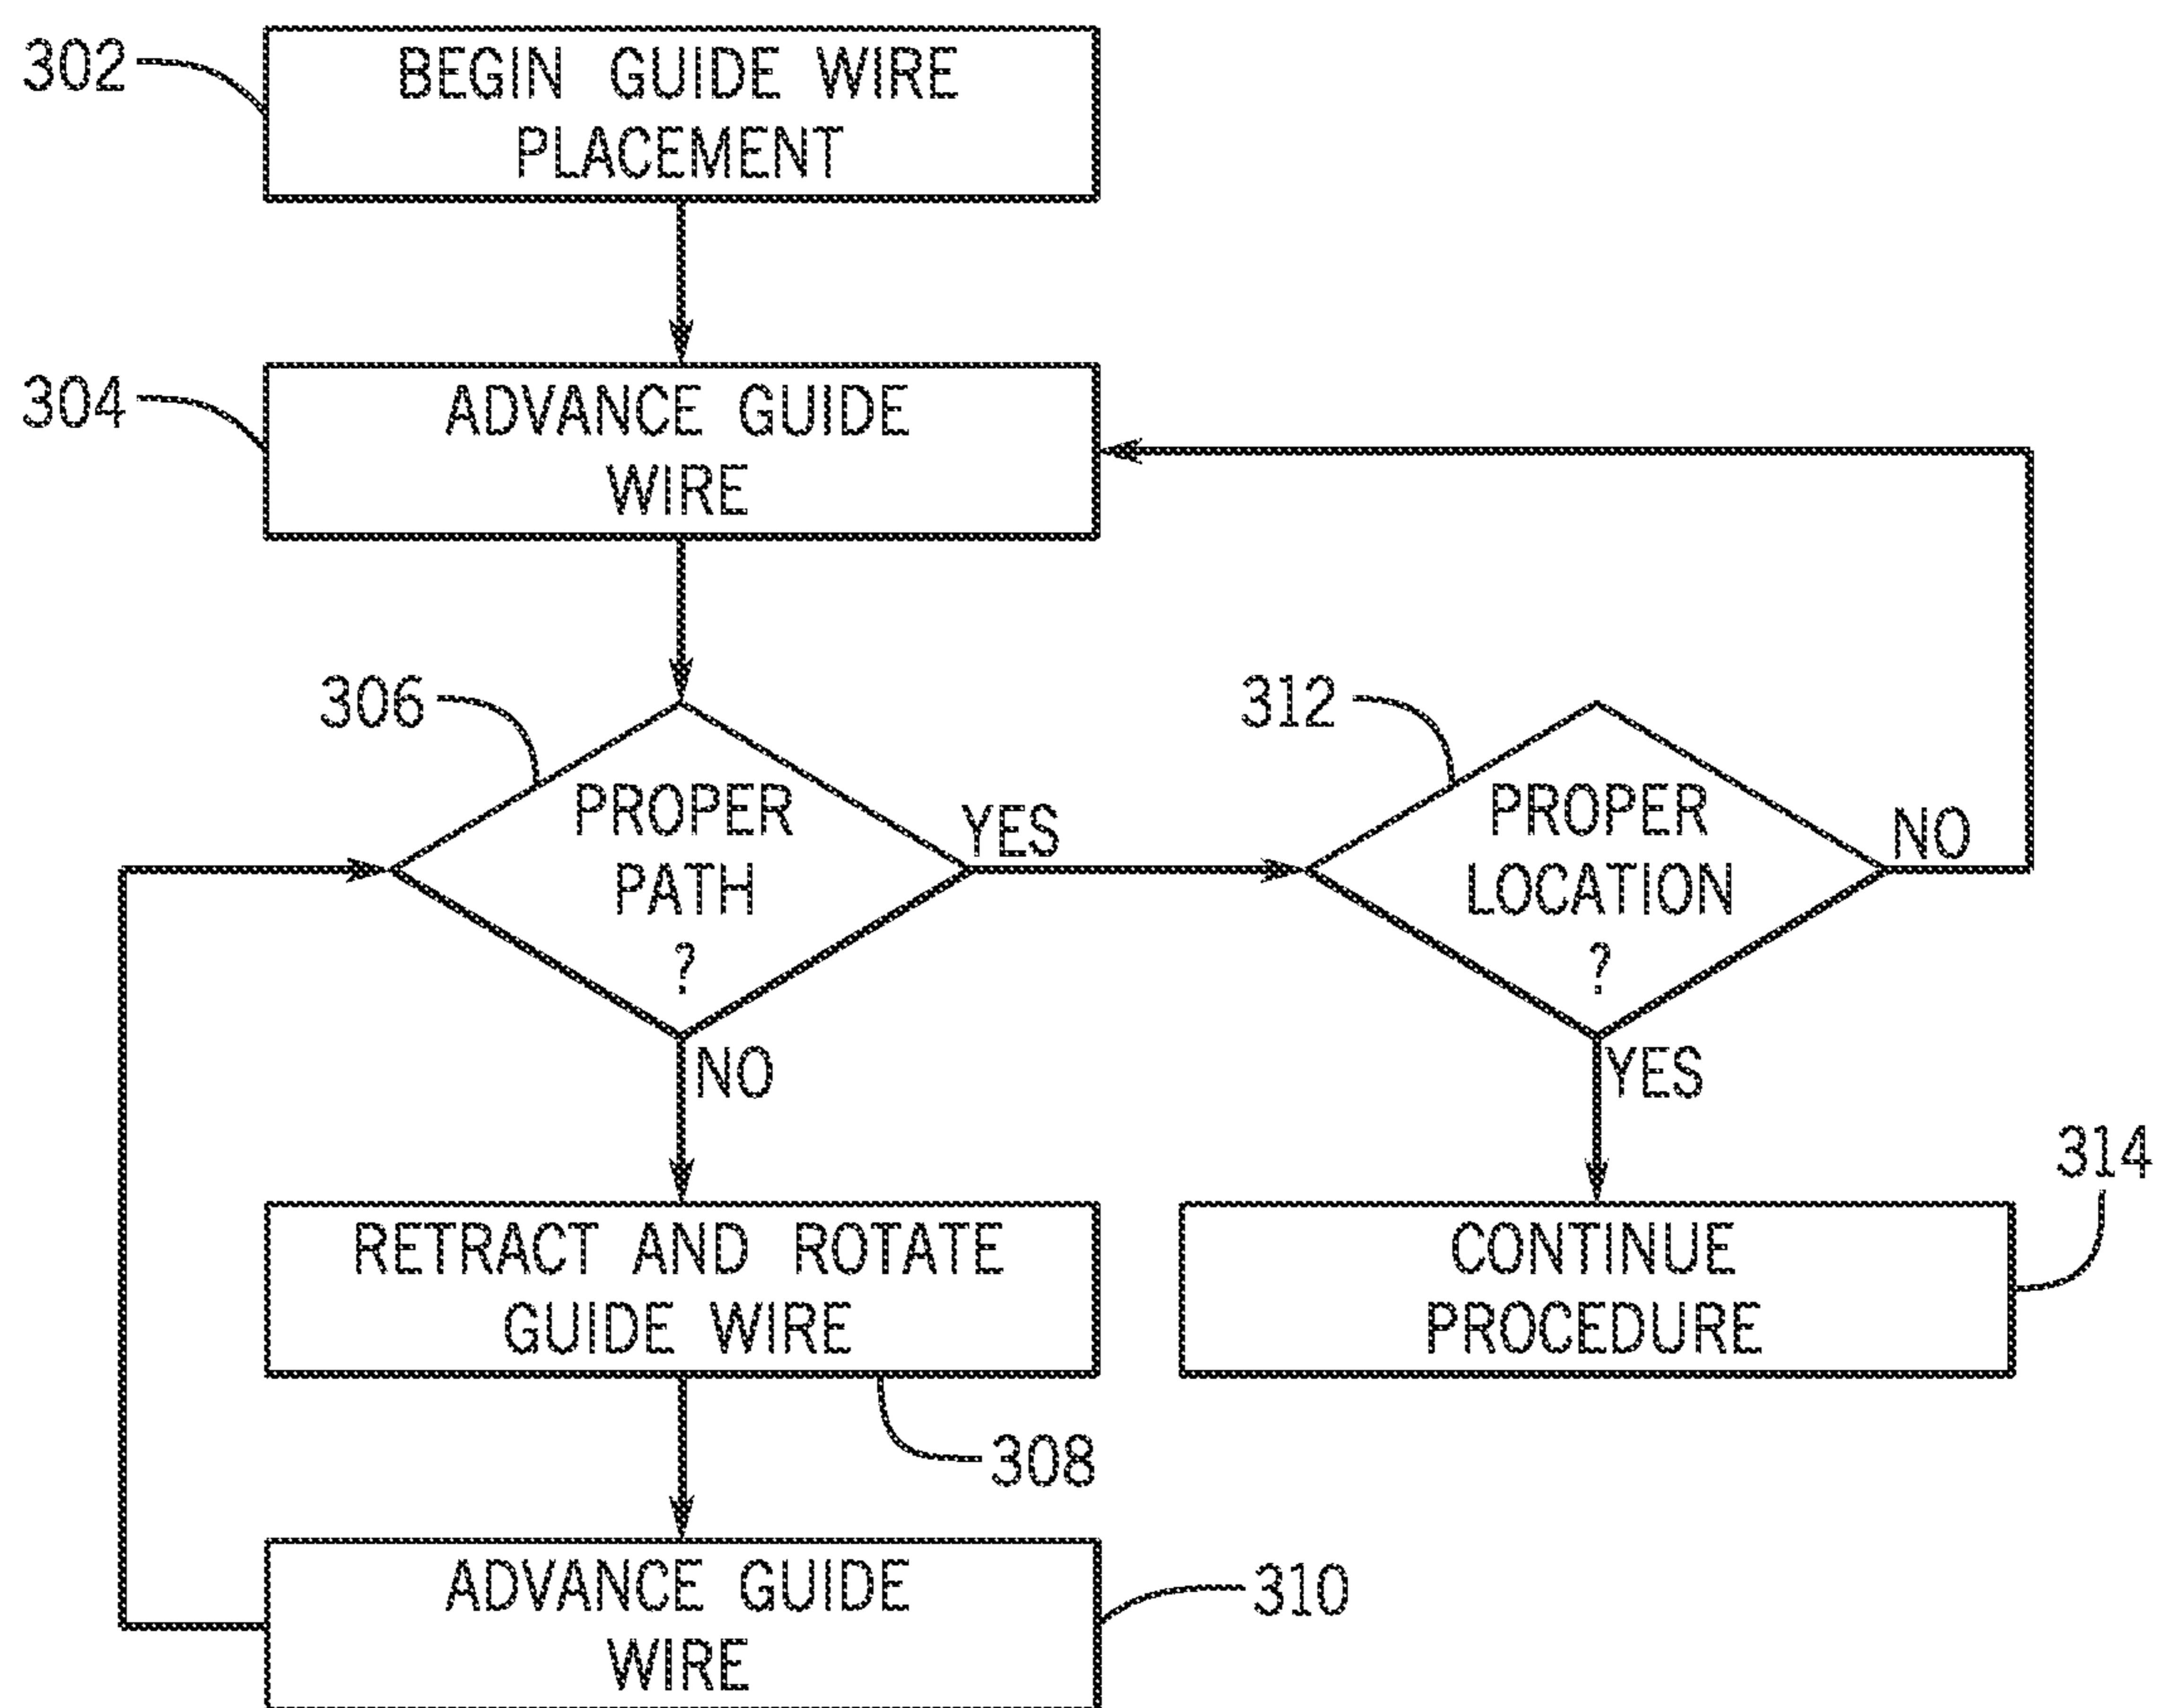 302
BEGIN GUIDE WIRE
PLACEMENT
304
ADVANCE GUIDE
WIRE
306
PROPER
PATH
?
YES
NO
312
PROPER
LOCATION
?
NO
YES
RETRACT AND ROTATE
GUIDE WIRE
308
314
CONTINUE
PROCEDURE
ADVANCE GUIDE
WIRE
310